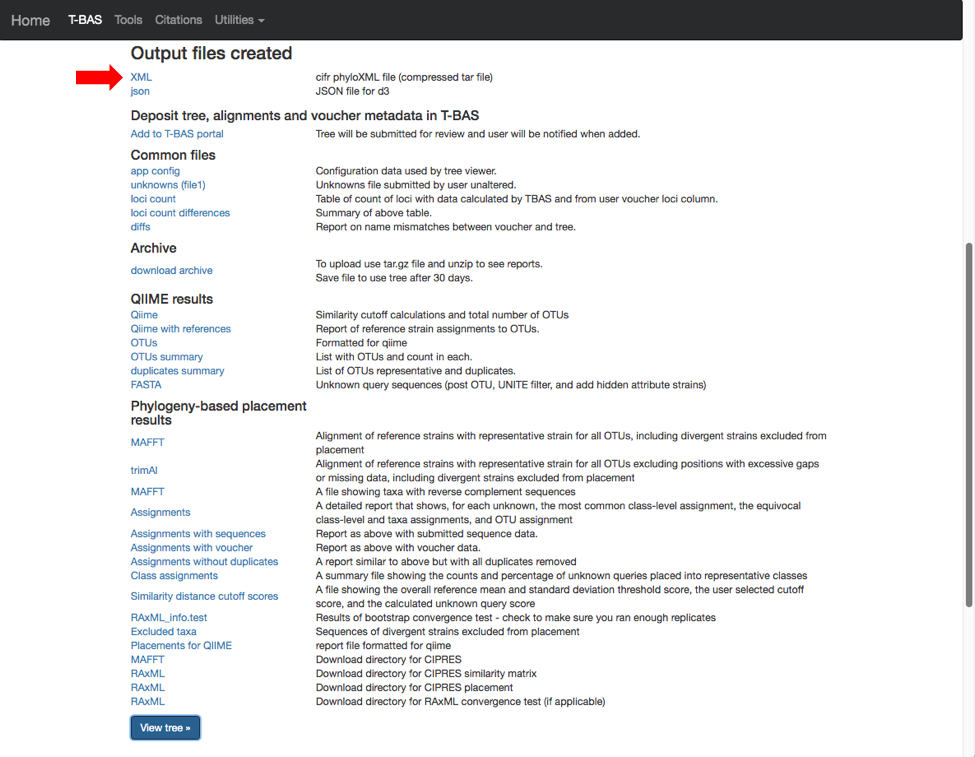 Home T-BAS Tools Citations Utilities
Output files created
XML cifr phyloXML file (compressed tar file)
json JSON file for d3
Deposit tree, alignments and voucher metadata in T-BAS
Add to T-BAS portal Tree will be submitted for review and user will be notified when added.
Common files
app config Configuration data used by tree viewer.
unknowns (file1) Unknowns file submitted by user unaltered.
loci count Table of count of loci with data calculated by TBAS and from user voucher loci column.
loci count differences Summary of above table.
diffs Report on name mismatches between voucher and tree.
Archive
download archive To upload use tar.gz file and unzip to see reports.
Save file to use tree after 30 days.
QIIME results
Qiime Similarity cutoff calculations and total number of OTUs
Qiime with references Report of reference strain assignments to OTUs.
OTUs Formatted for qiime
OTUs summary List with OTUs and count in each.
duplicates summary List of OTUs representative and duplicates.
FASTA Unknown query sequences (post OTU, UNITE filter, and add hidden attribute strains)
Phylogeny-based placement
results
MAFFT Alignment of reference strains with representative strain for all OTUs, including divergent strains excluded from
placement
trimAl Alignment of reference strains with representative strain for all OTUs excluding positions with excessive gaps
or missing data, including divergent strains excluded from placement
MAFFT A file showing taxa with reverse complement sequences
Assignments A detailed report that shows, for each unknown, the most common class-level assignment, the equivocal
class-level and taxa assignments, and OTU assignment
Assignments with sequences Report as above with submitted sequence data.
Assignments with voucher Report as above with voucher data.
Assignments without duplicates A report similar to above but with all duplicates removed
Class assignments A summary file showing the counts and percentage of unknown queries placed into representative classes
Similarity distance cutoff scores A file showing the overall reference mean and standard deviation threshold score, the user selected cutoff
score, and the calculated unknown query score
RAxML_info.test Results of bootstrap convergence test - check to make sure you ran enough replicates
Excluded taxa Sequences of divergent strains excluded from placement
Placements for QIIME report file formatted for qiime
MAFFT Download directory for CIPRES
RAxML Download directory for CIPRES similarity matrix
RAxML Download directory for CIPRES placement
RAxML Download directory for RAxML convergence test (if applicable)
View tree »